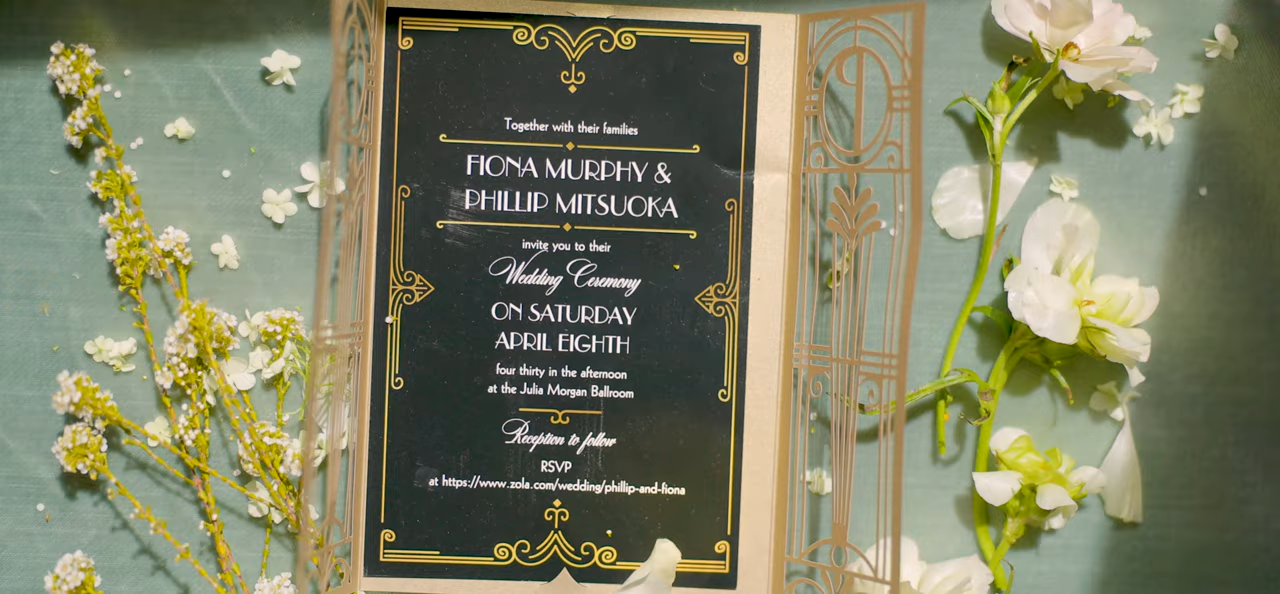 Together with their families
FIONA MURPHY &
PHILLIP MITSUOKA
invite you to their
Wedding Ceremony
ON SATURDAY
APRIL EIGHTH
four thirty in the afternoon
at the Julia Morgan Ballroom
Reception to follow
RSVP
at https://www.zola.com/wedding/phillip-and-fiona